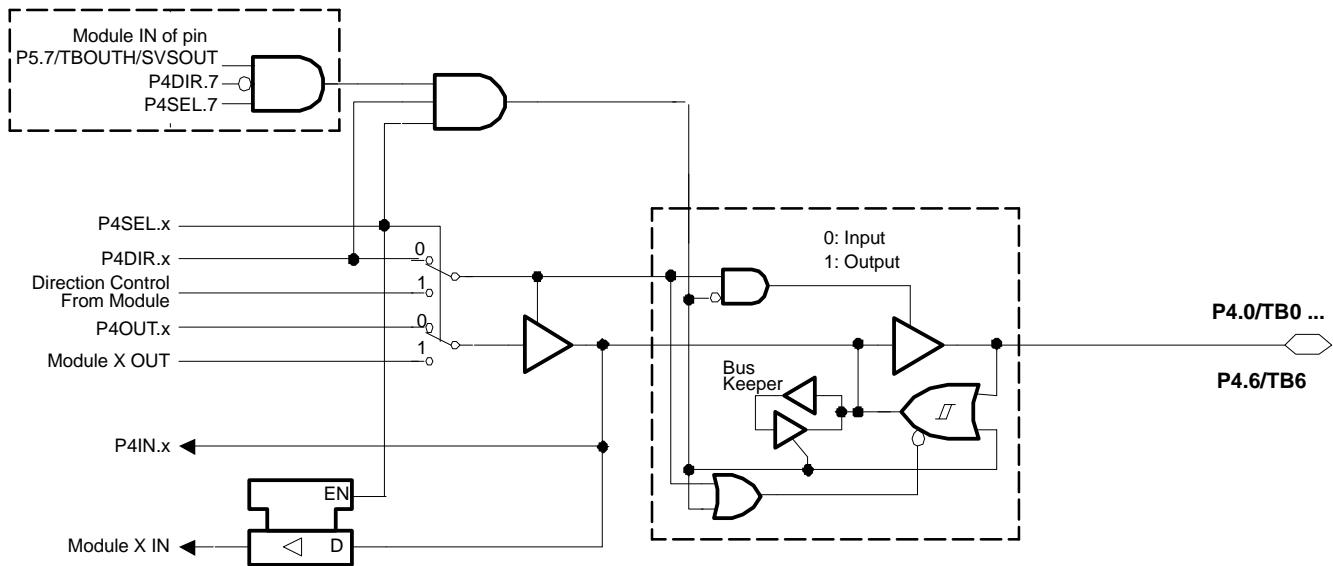 Module IN of pin
P5.7/TBOUTH/SVSOUT
P4DIR.7
P4SEL.7
P4SEL.x
P4DIR.x
0
Direction Control
From Module
1
P4OUT.x
0
Module X OUT
1
P4IN.x
EN
Module X IN
D
0: Input
1: Output
Bus
Keeper
P4.0/TB0 ...
P4.6/TB6